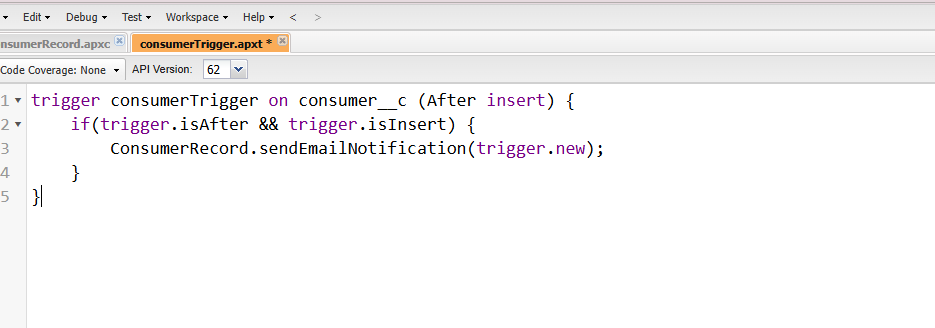 Edit Debug Test Workspace Help < >
nsumerRecord.apxc consumerTrigger.apxt *
Code Coverage: None API Version: 62
1 trigger consumerTrigger on consumer__c (After insert) {
2 if(trigger.isAfter && trigger.isInsert) {
3 ConsumerRecord.sendEmailNotification(trigger.new);
4 }
5 }